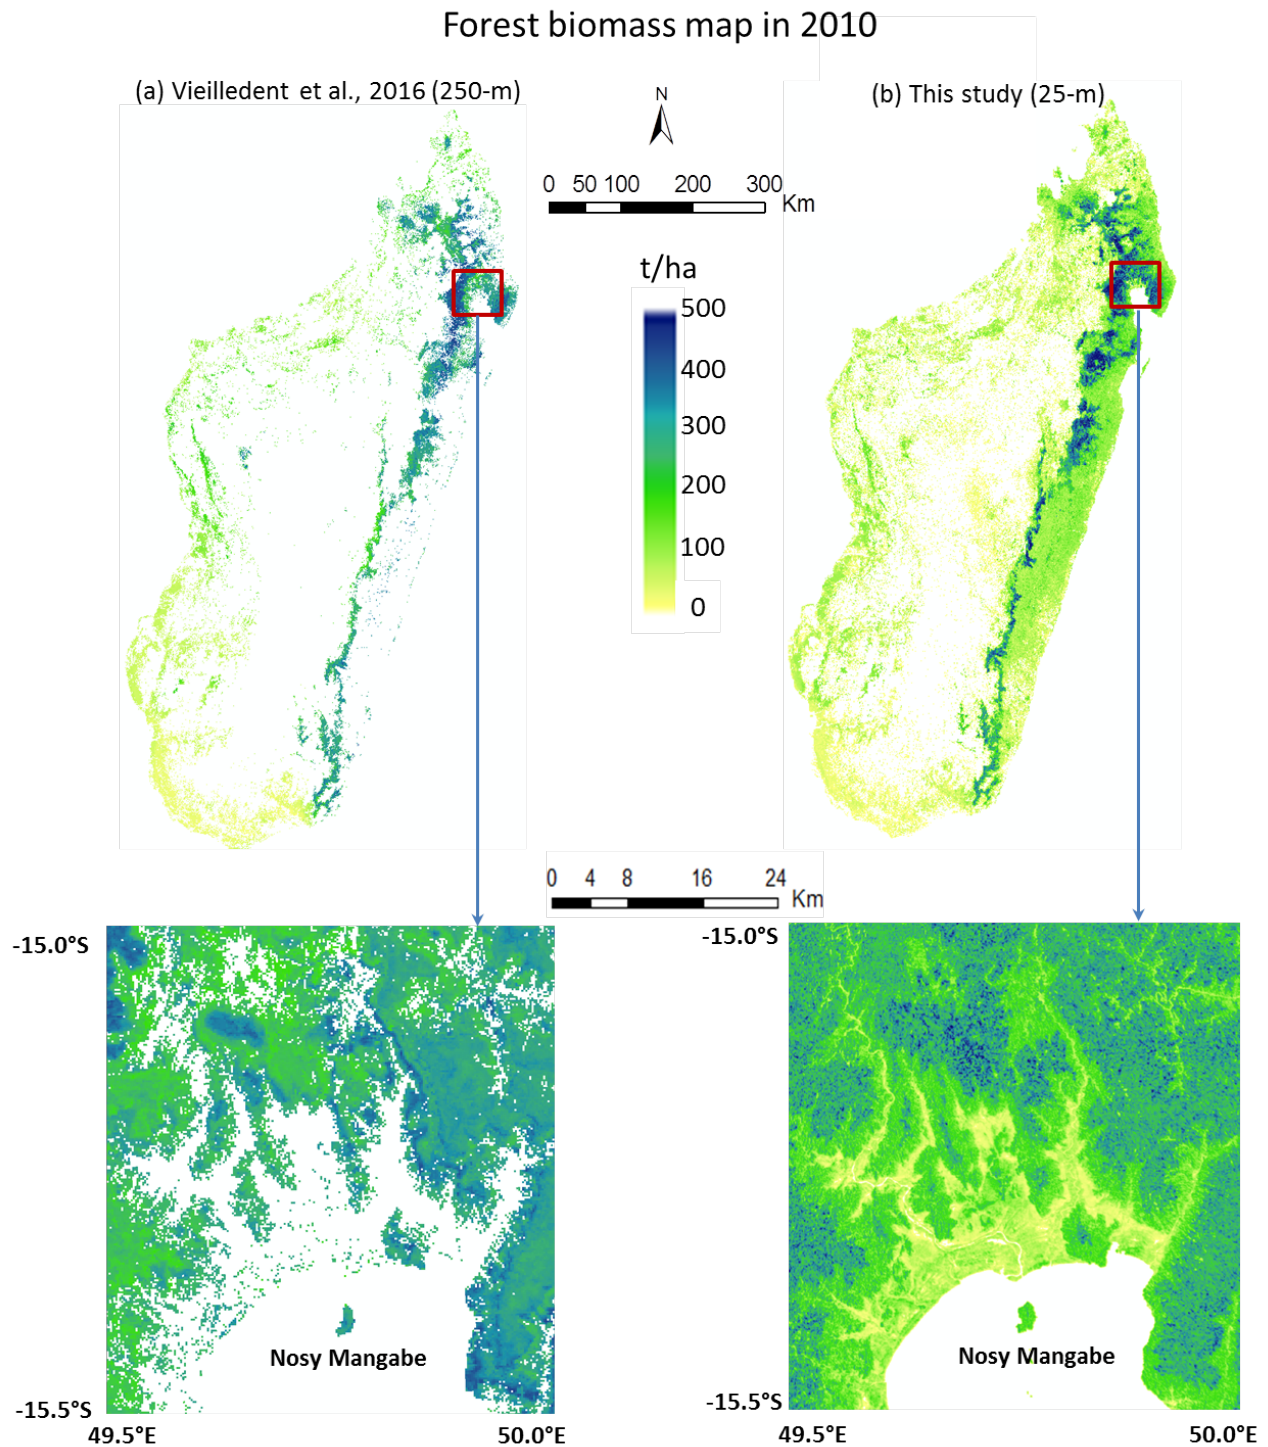 Forest biomass map in 2010
(a) Vieilledent et al., 2016 (250-m)
(b) This study (25-m)
N
0 50 100 200 300 Km
t/ha
500
400
300
200
100
0
0 4 8 16 24 Km
-15.0°S
-15.0°S
Nosy Mangabe
Nosy Mangabe
-15.5°S
-15.5°S
49.5°E 50.0°E
49.5°E 50.0°E